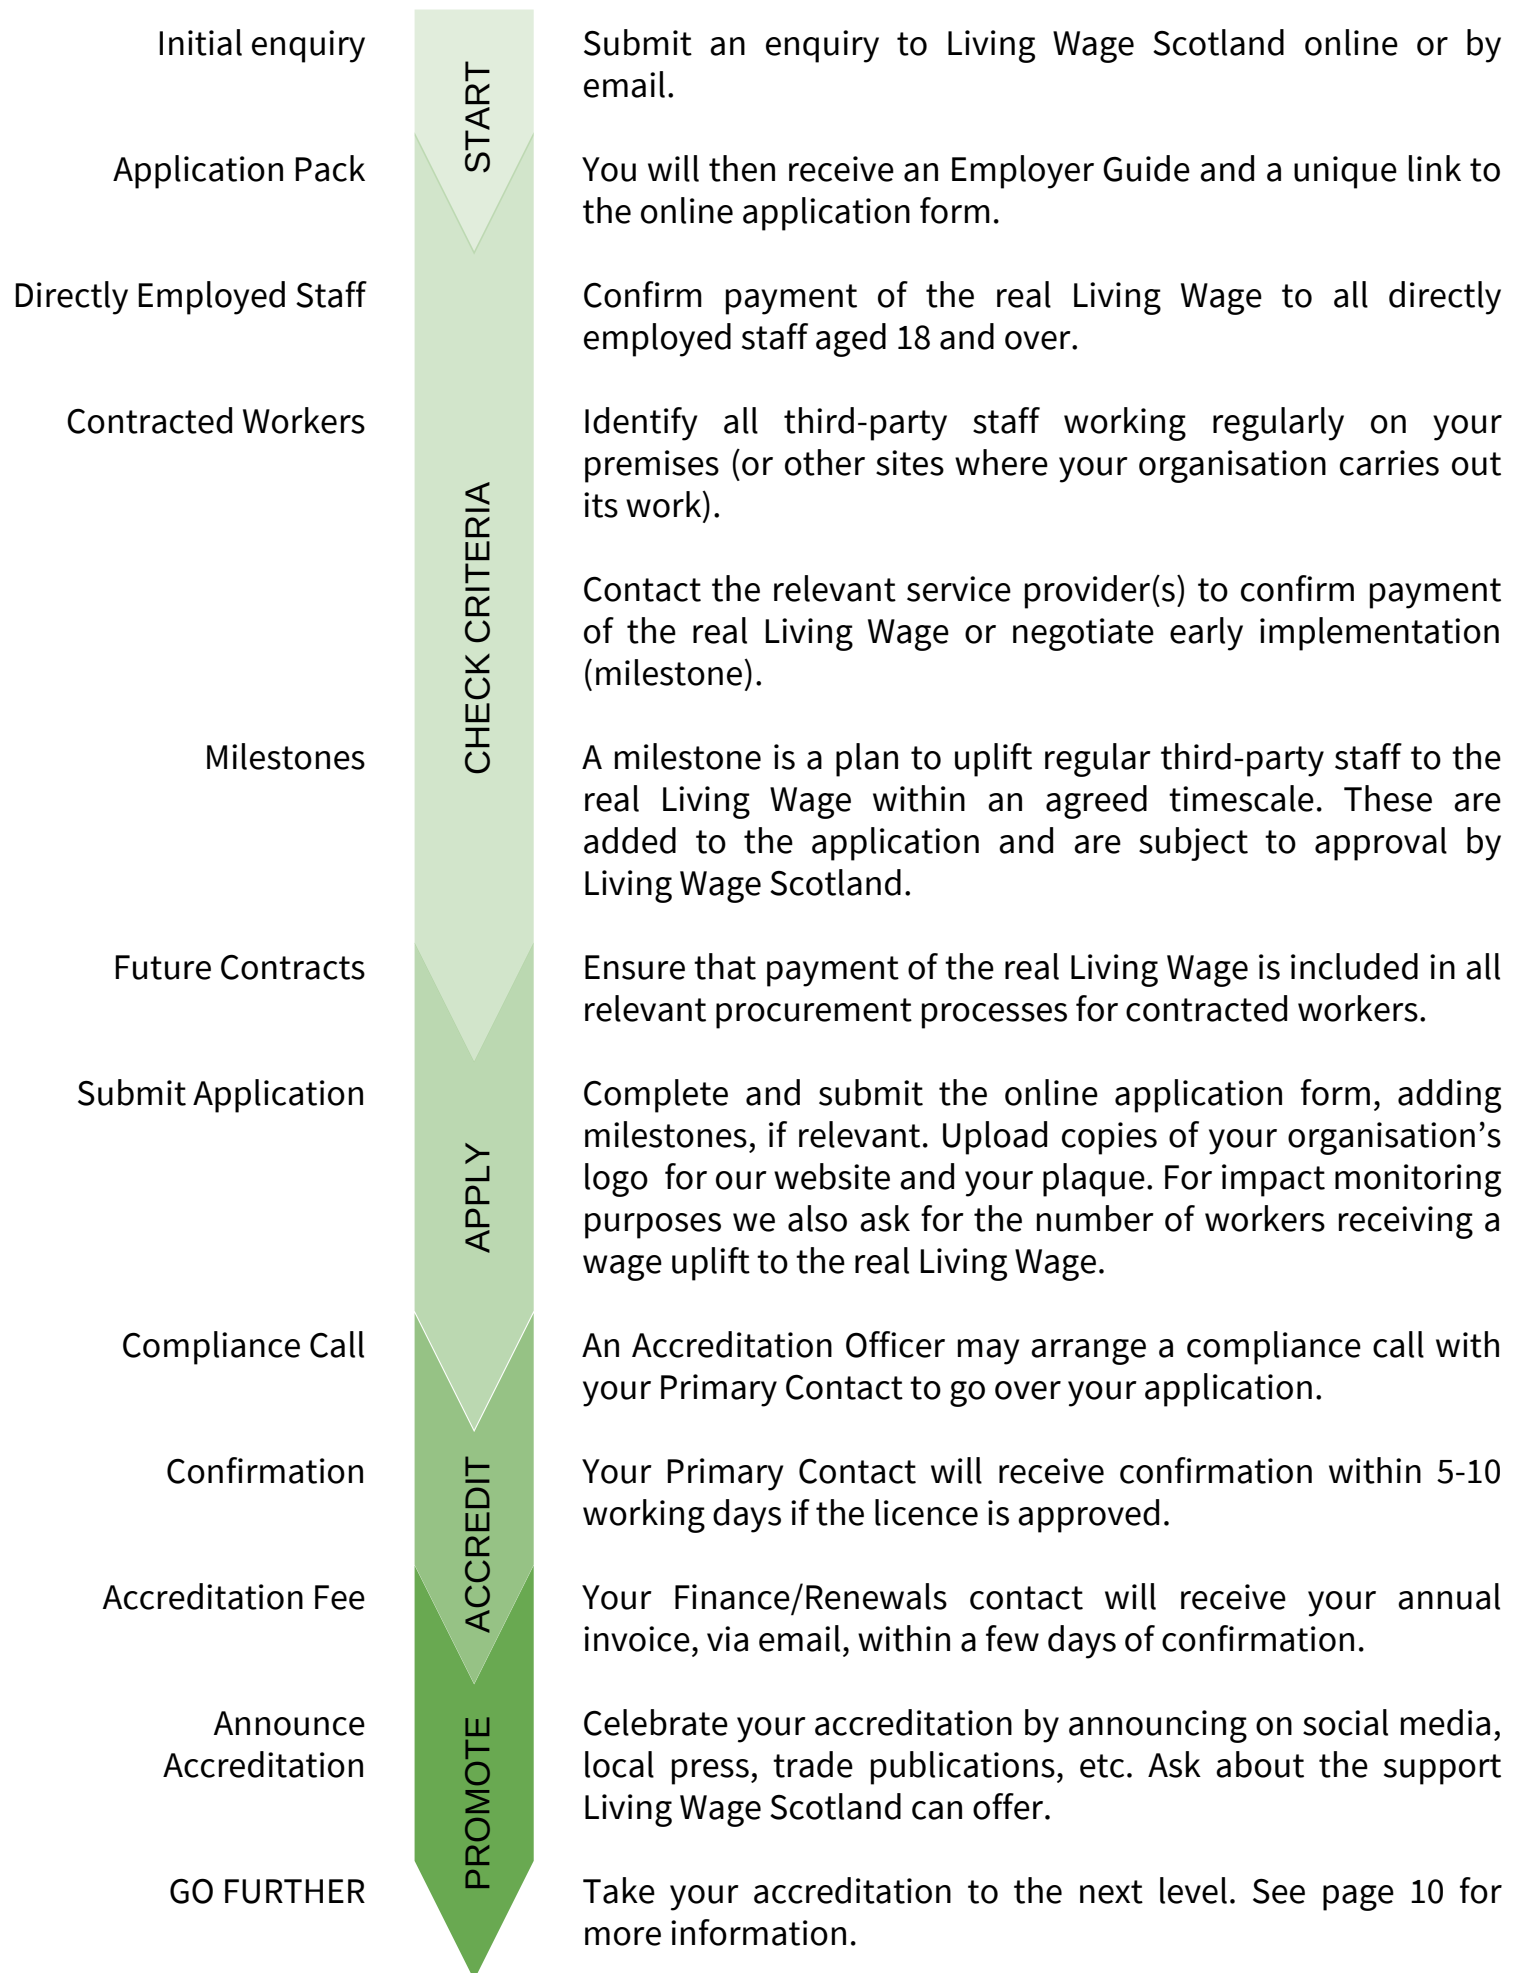 Initial enquiry
Submit an enquiry to Living Wage Scotland online or by
email.
START
Application Pack
You will then receive an Employer Guide and a unique link to
the online application form.
Directly Employed Staff
Confirm payment of the real Living Wage to all directly
employed staff aged 18 and over.
Contracted Workers
Identify all third-party staff working regularly on your
premises (or other sites where your organisation carries out
its work).
Contact the relevant service provider(s) to confirm payment
of the real Living Wage or negotiate early implementation
(milestone).
CHECK CRITERIA
Milestones
A milestone is a plan to uplift regular third-party staff to the
real Living Wage within an agreed timescale. These are
added to the application and are subject to approval by
Living Wage Scotland.
Future Contracts
Ensure that payment of the real Living Wage is included in all
relevant procurement processes for contracted workers.
Submit Application
Complete and submit the online application form, adding
milestones, if relevant. Upload copies of your organisation’s
logo for our website and your plaque. For impact monitoring
purposes we also ask for the number of workers receiving a
wage uplift to the real Living Wage.
APPLY
Compliance Call
An Accreditation Officer may arrange a compliance call with
your Primary Contact to go over your application.
Confirmation
Your Primary Contact will receive confirmation within 5-10
working days if the licence is approved.
ACCREDIT
Accreditation Fee
Your Finance/Renewals contact will receive your annual
invoice, via email, within a few days of confirmation.
Announce
Accreditation
Celebrate your accreditation by announcing on social media,
local press, trade publications, etc. Ask about the support
Living Wage Scotland can offer.
PROMOTE
GO FURTHER
Take your accreditation to the next level. See page 10 for
more information.